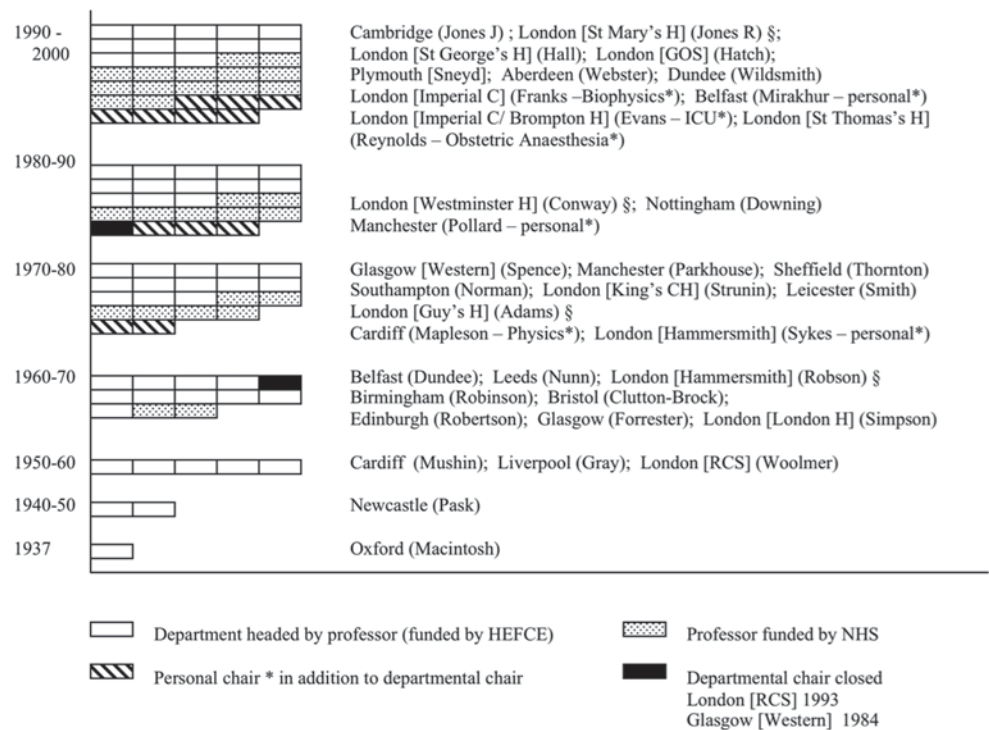 1990 -
2000
Cambridge (Jones J) ; London [St Mary's H] (Jones R) §;
London [St George's H] (Hall); London [GOS] (Hatch);
Plymouth [Sneyd]; Aberdeen (Webster); Dundee (Wildsmith)
London [Imperial C] (Franks –Biophysics*); Belfast (Mirakhur – personal*)
London [Imperial C/ Brompton H] (Evans – ICU*); London [St Thomas's H]
(Reynolds – Obstetric Anaesthesia*)
1980-90
London [Westminster H] (Conway) §; Nottingham (Downing)
Manchester (Pollard – personal*)
1970-80
Glasgow [Western] (Spence); Manchester (Parkhouse); Sheffield (Thornton)
Southampton (Norman); London [King's CH] (Strunin); Leicester (Smith)
London [Guy's H] (Adams) §
Cardiff (Mapleson – Physics*); London [Hammersmith] (Sykes – personal*)
1960-70
Belfast (Dundee); Leeds (Nunn); London [Hammersmith] (Robson) §
Birmingham (Robinson); Bristol (Clutton-Brock);
Edinburgh (Robertson); Glasgow (Forrester); London [London H] (Simpson)
1950-60
Cardiff (Mushin); Liverpool (Gray); London [RCS] (Woolmer)
1940-50
Newcastle (Pask)
1937
Oxford (Macintosh)
Department headed by professor (funded by HEFCE)
Professor funded by NHS
Personal chair * in addition to departmental chair
Departmental chair closed
London [RCS] 1993
Glasgow [Western] 1984